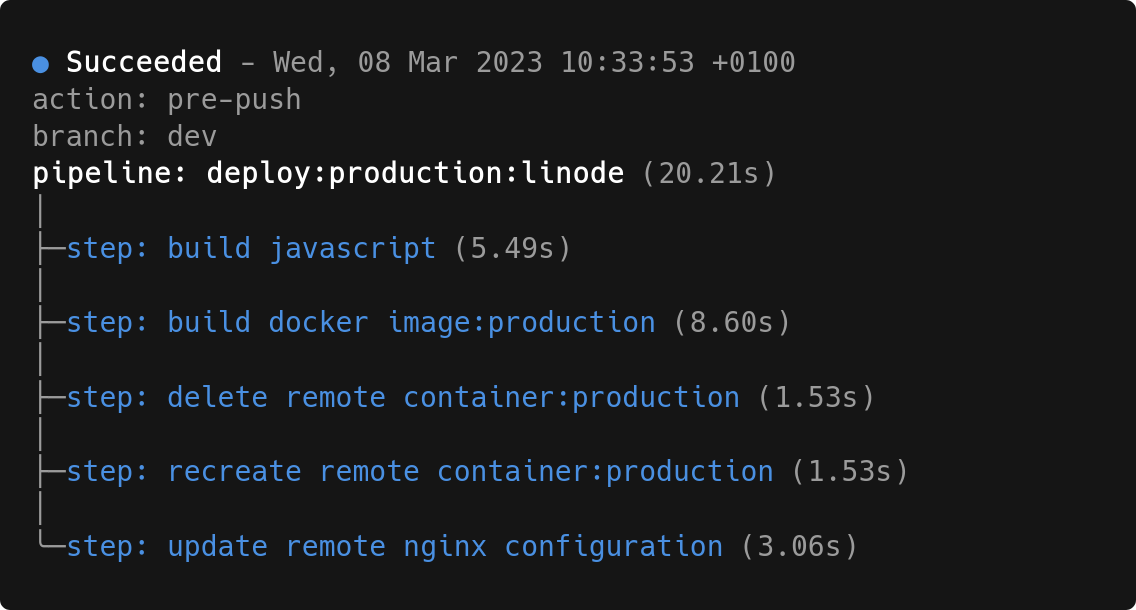 ● Succeeded – Wed, 08 Mar 2023 10:33:53 +0100
action: pre-push
branch: dev
pipeline: deploy:production:linode (20.21s)
step: build javascript (5.49s)
step: build docker image:production (8.60s)
step: delete remote container:production (1.53s)
step: recreate remote container:production (1.53s)
step: update remote nginx configuration (3.06s)